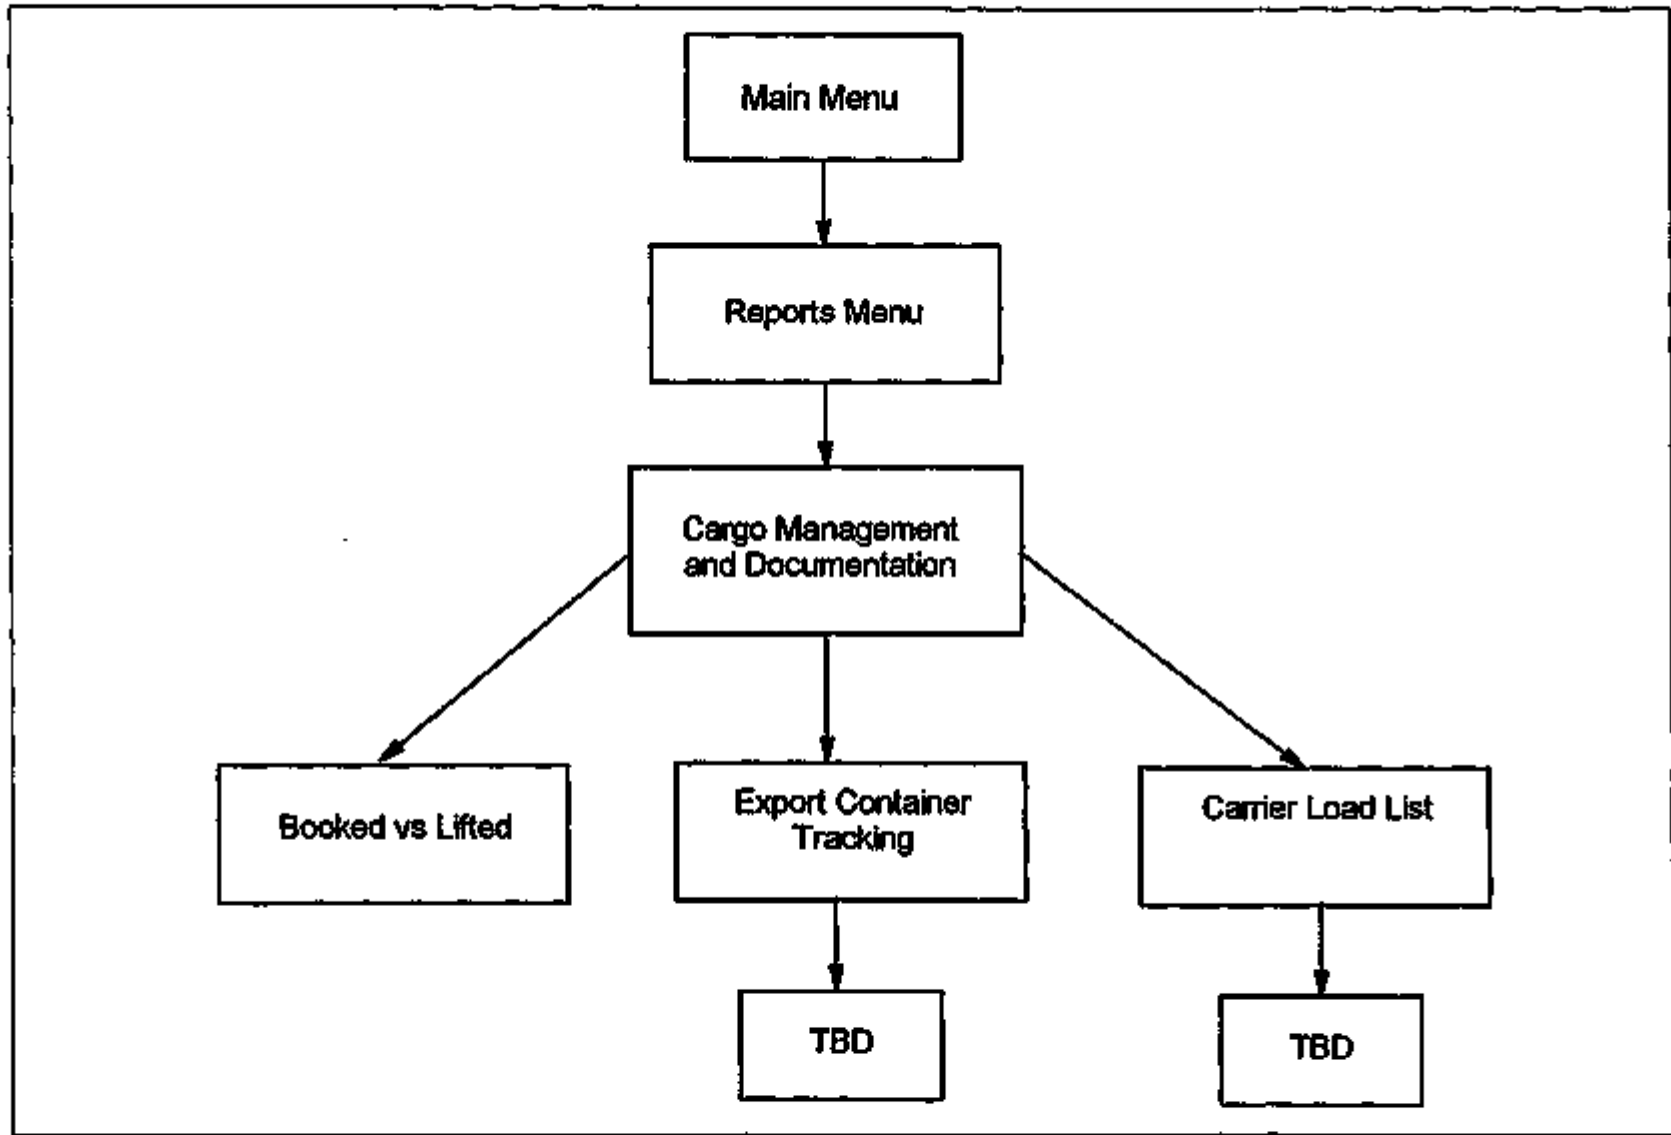 Main Menu
Reports Menu
Cargo Management
and Documentation
Booked vs Lifted
Export Container
Tracking
Carrier Load List
TBD
TBD